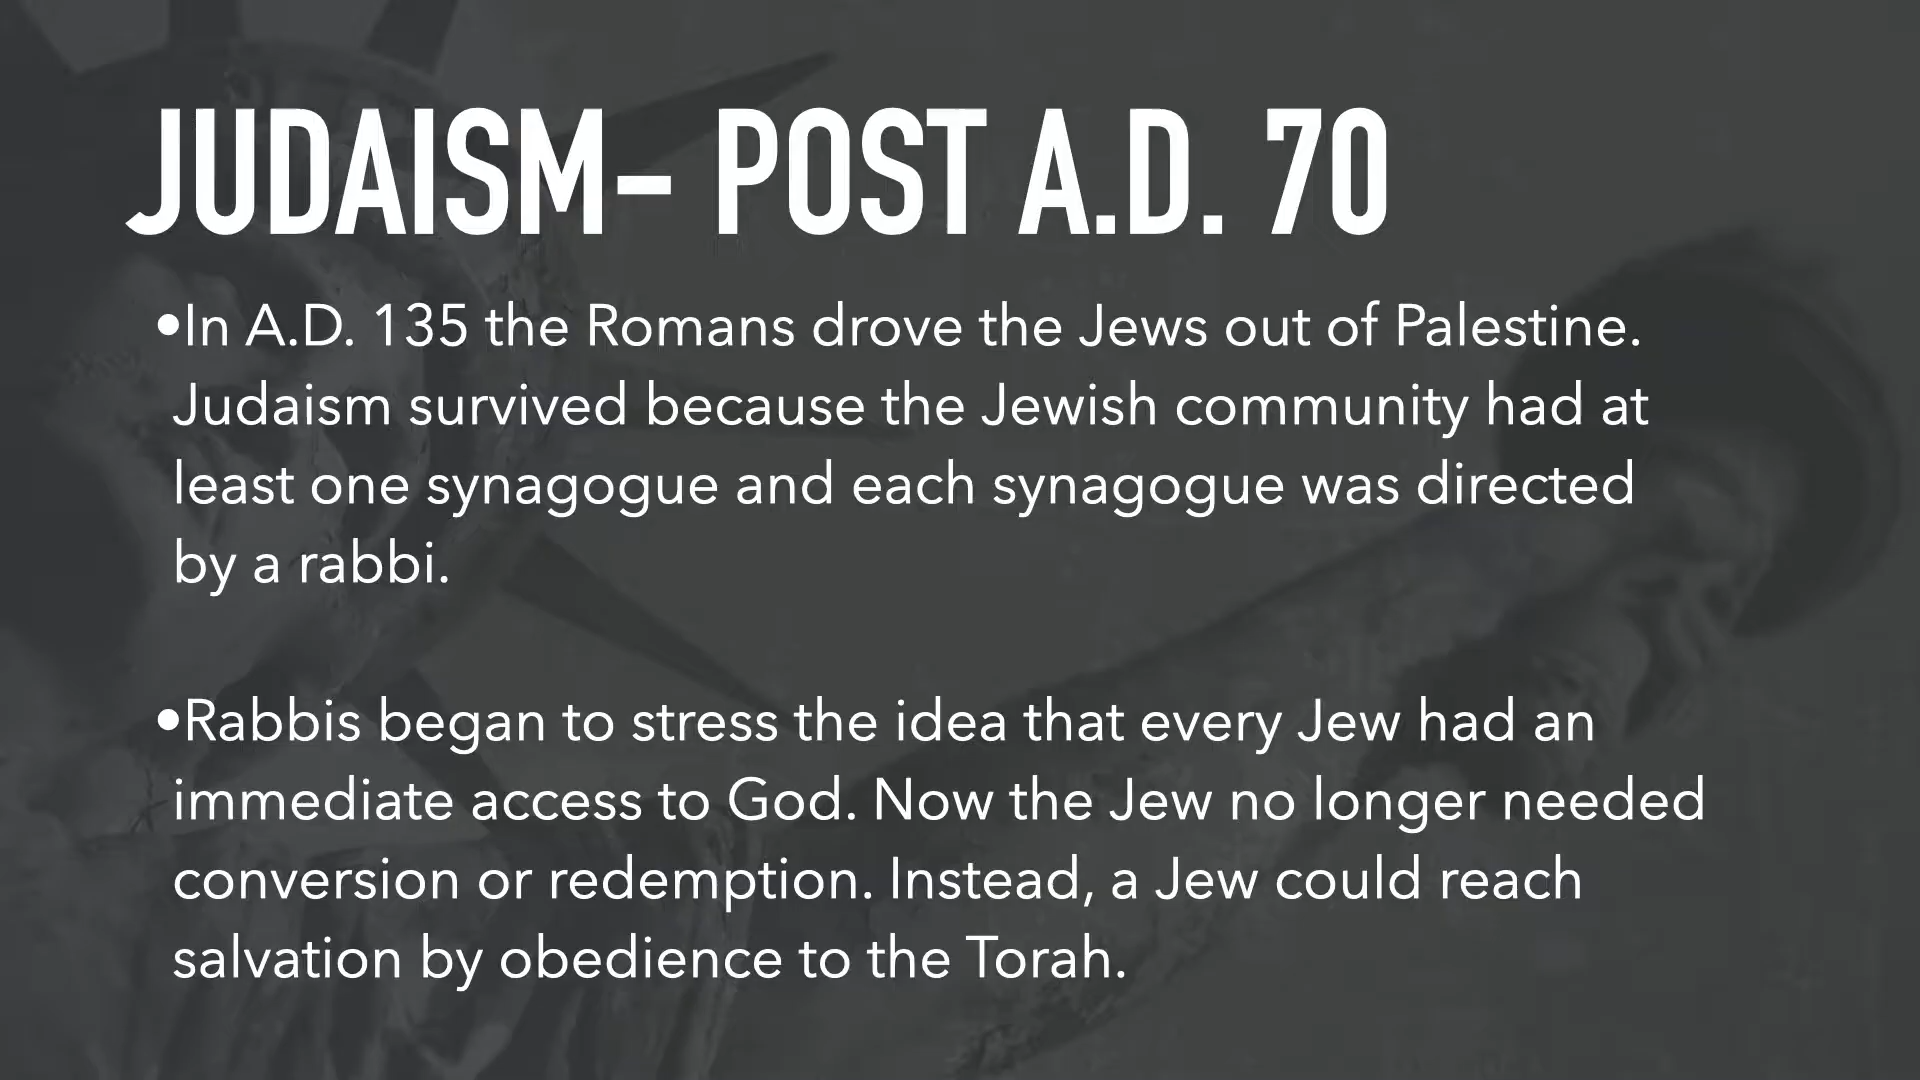 JUDAISM- POST A.D. 70
•In A.D. 135 the Romans drove the Jews out of Palestine.
Judaism survived because the Jewish community had at
least one synagogue and each synagogue was directed
by a rabbi.
•Rabbis began to stress the idea that every Jew had an
immediate access to God. Now the Jew no longer needed
conversion or redemption. Instead, a Jew could reach
salvation by obedience to the Torah.